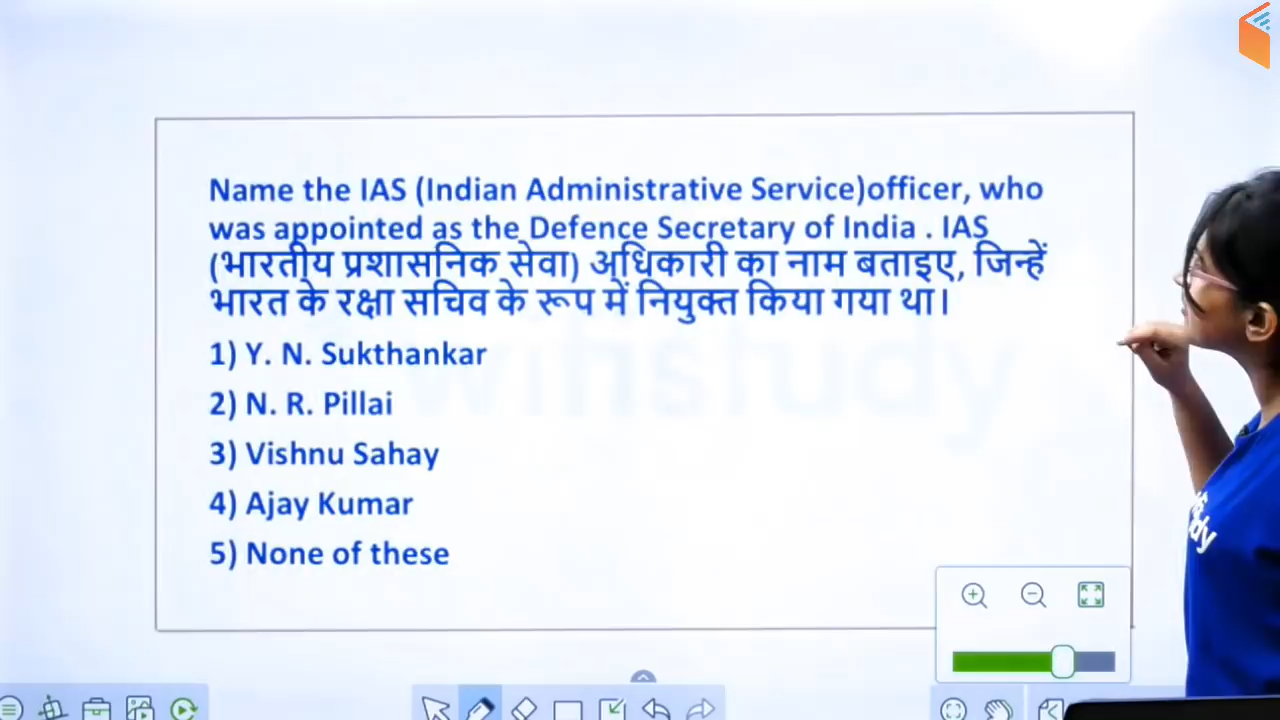 Name the IAS (Indian Administrative Service)officer, who
was appointed as the Defence Secretary of India . IAS
(भारतीय प्रशासनिक सेवा) अधिकारी का नाम बताइए, जिन्हें
भारत के रक्षा सचिव के रूप में नियुक्त किया गया था।
1) Y. N. Sukthankar
2) N. R. Pillai
3) Vishnu Sahay
4) Ajay Kumar
5) None of these
wifistudy